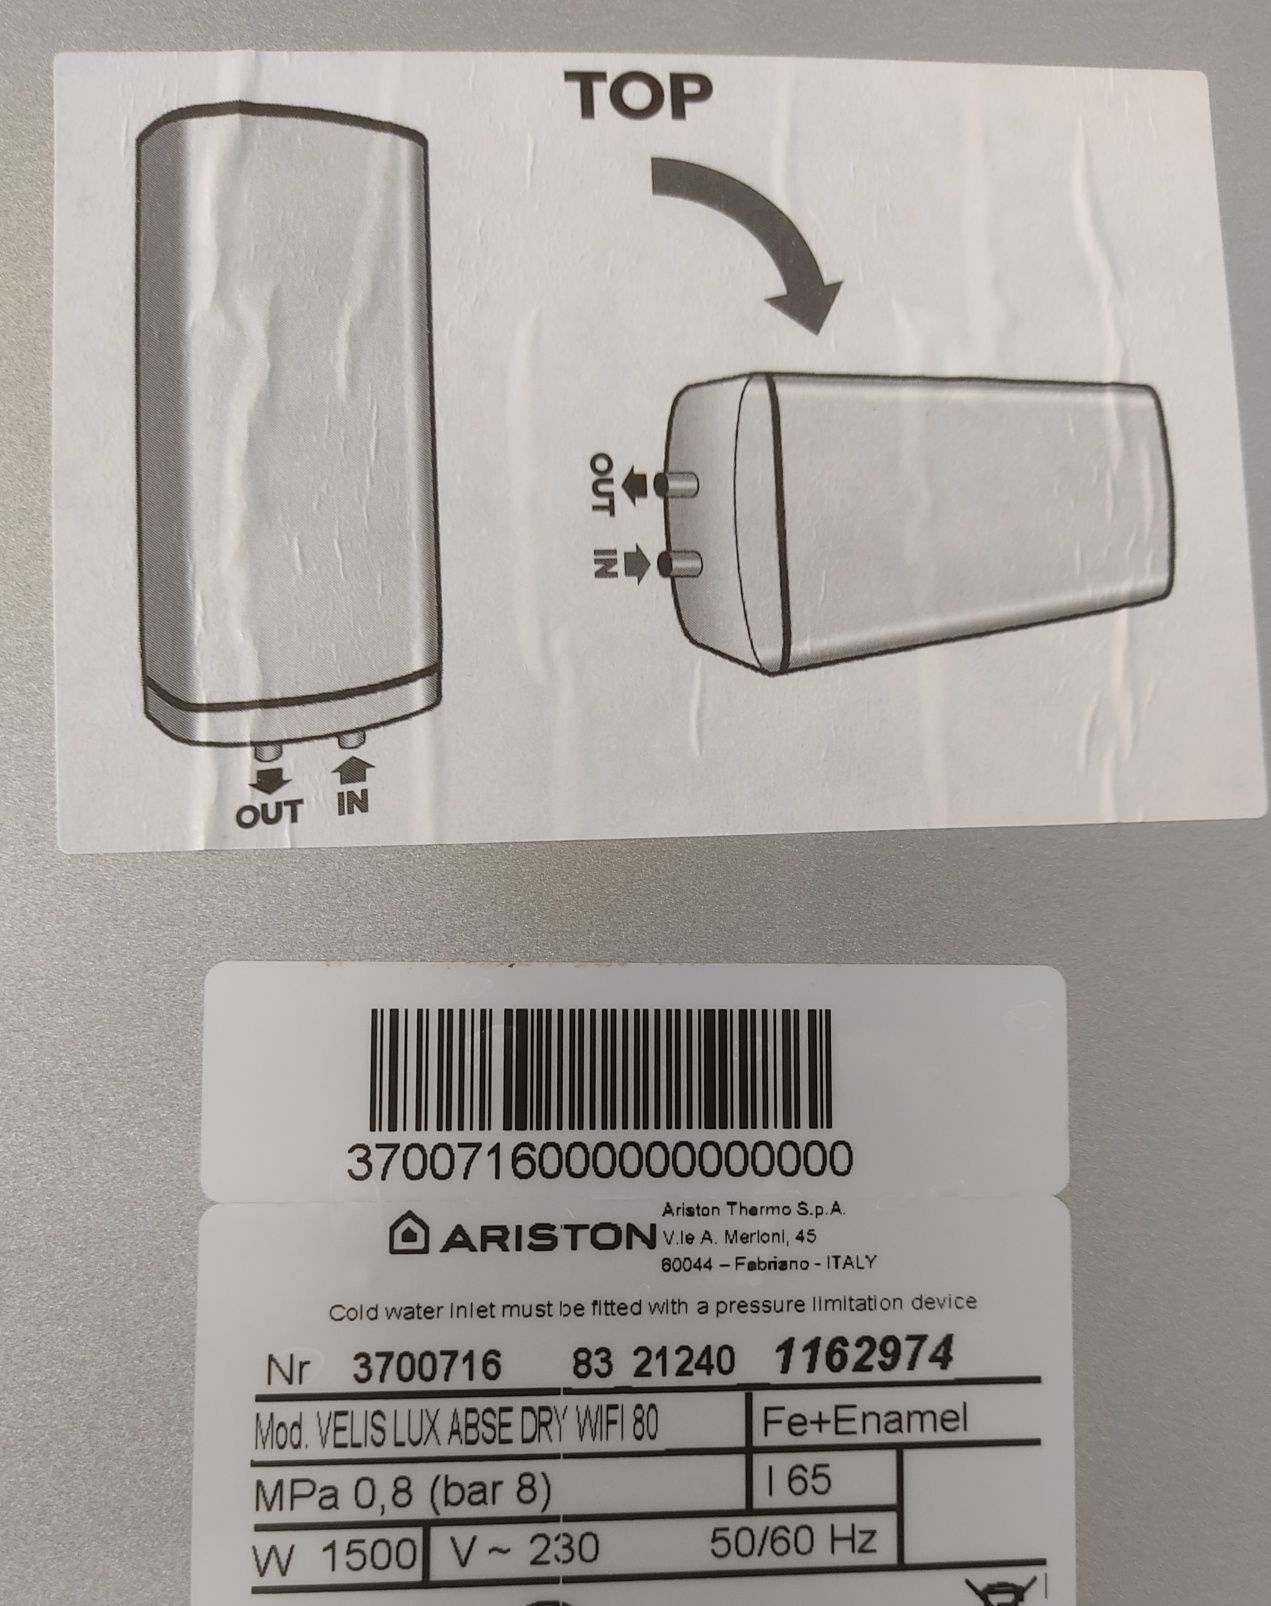 TOP
OUT
IN
OUT IN
3700716000000000000
ARISTON
Ariston Thermo S.p.A.
V.le A. Merloni, 45
60044 – Fabriano - ITALY
Cold water inlet must be fitted with a pressure limitation device
Nr 3700716 83 21240 1162974
Mod. VELIS LUX ABSE DRY WIFI 80 Fe+Enamel
MPa 0,8 (bar 8) l 65
W 1500 V ~ 230 50/60 Hz